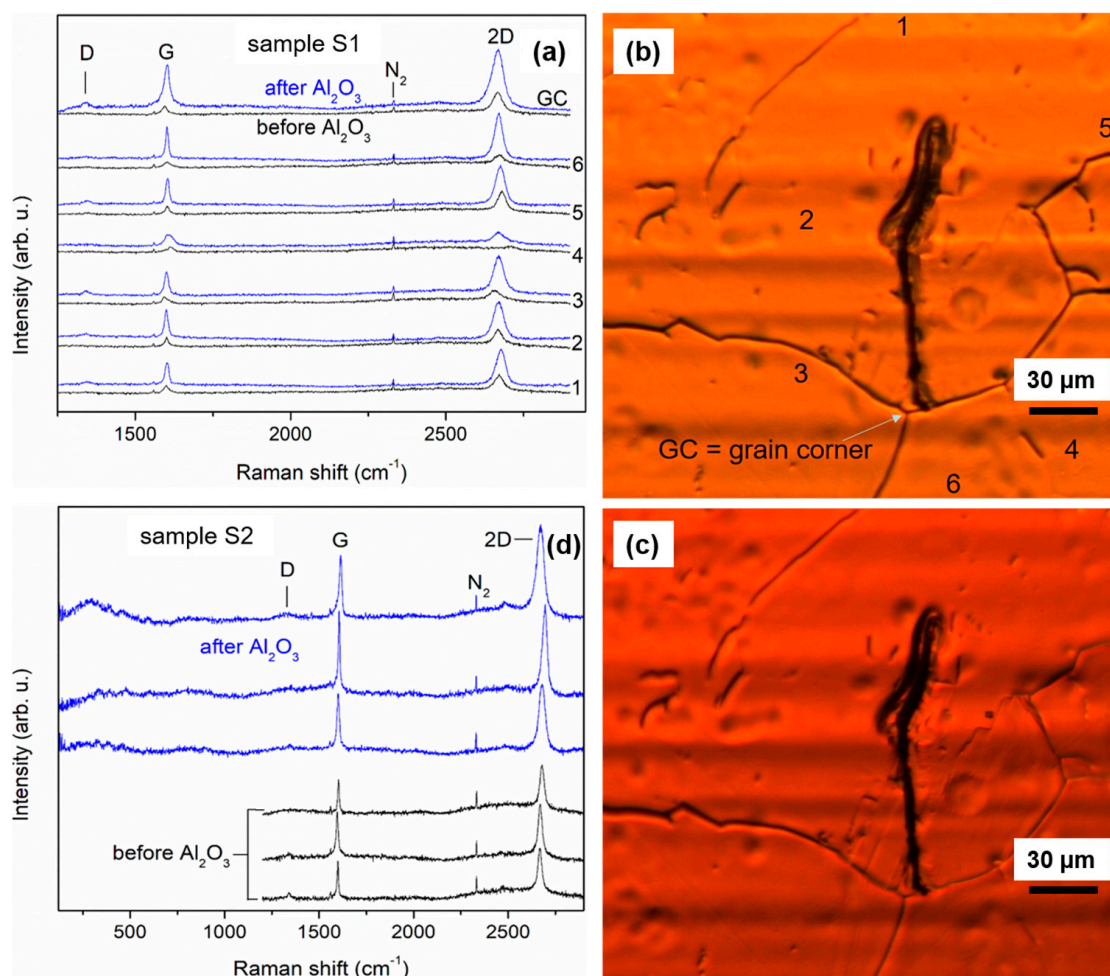 sample S1
(a)
D
G
N₂
2D
after Al₂O₃
GC
before Al₂O₃
6
5
4
3
2
1
Intensity (arb. u.)
1500
2000
2500
Raman shift (cm⁻¹)
(b)
1
5
2
3
30 µm
GC = grain corner
4
6
sample S2
(d)
D
G
N₂
2D
after Al₂O₃
before Al₂O₃
Intensity (arb. u.)
500
1000
1500
2000
2500
Raman shift (cm⁻¹)
(c)
30 µm